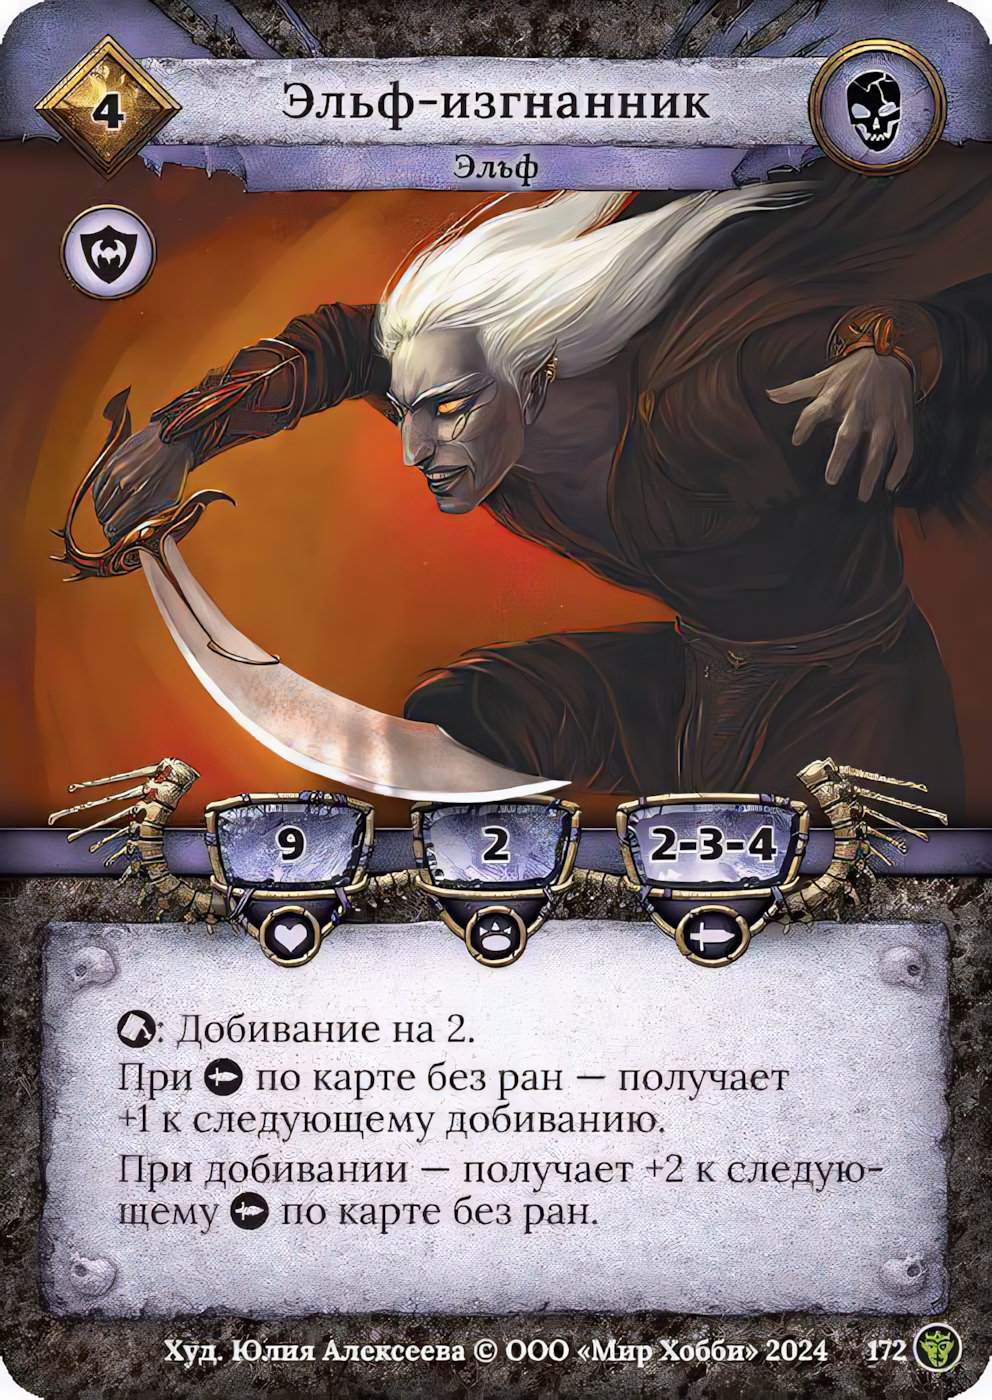 4
Эльф-изгнанник
Эльф
9 2 2-3-4
: Добивание на 2.
При по карте без ран — получает
+1 к следующему добиванию.
При добивании — получает +2 к следую-
щему по карте без ран.
Худ. Юлия Алексеева © ООО «Мир Хобби» 2024 172